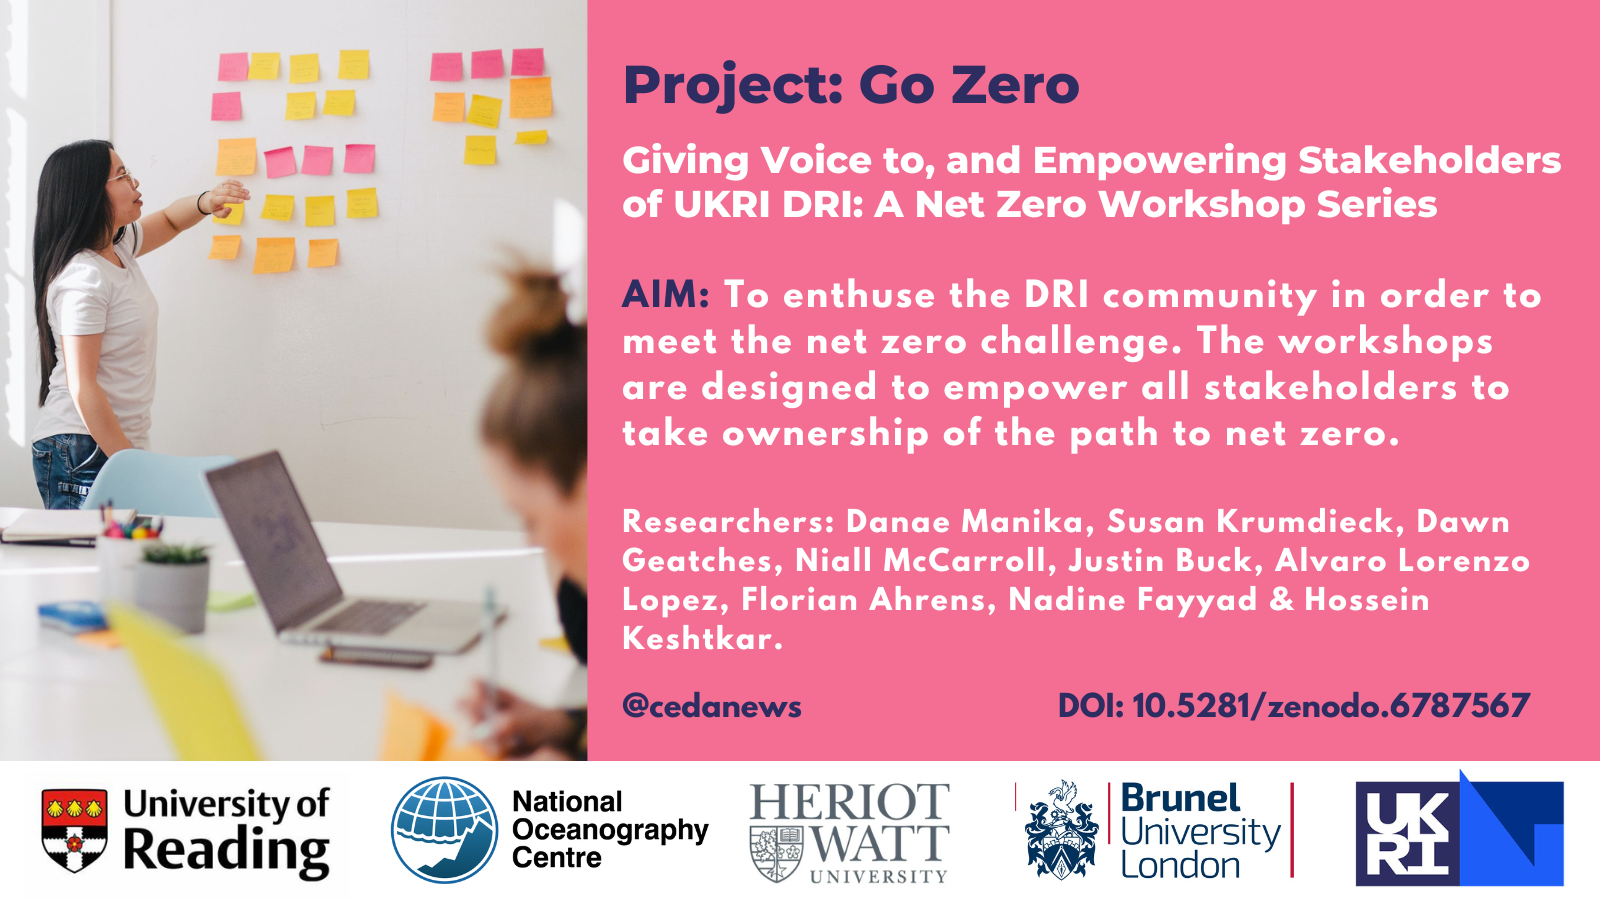 Project: Go Zero
Giving Voice to, and Empowering Stakeholders
of UKRI DRI: A Net Zero Workshop Series
AIM: To enthuse the DRI community in order to
meet the net zero challenge. The workshops
are designed to empower all stakeholders to
take ownership of the path to net zero.
Researchers: Danae Manika, Susan Krumdieck, Dawn
Geatches, Niall McCarroll, Justin Buck, Alvaro Lorenzo
Lopez, Florian Ahrens, Nadine Fayyad & Hossein
Keshtkar.
@cedanews
DOI: 10.5281/zenodo.6787567
University of
Reading
National
Oceanography
Centre
HERIOT
WATT
UNIVERSITY
Brunel
University
London
UK
RI